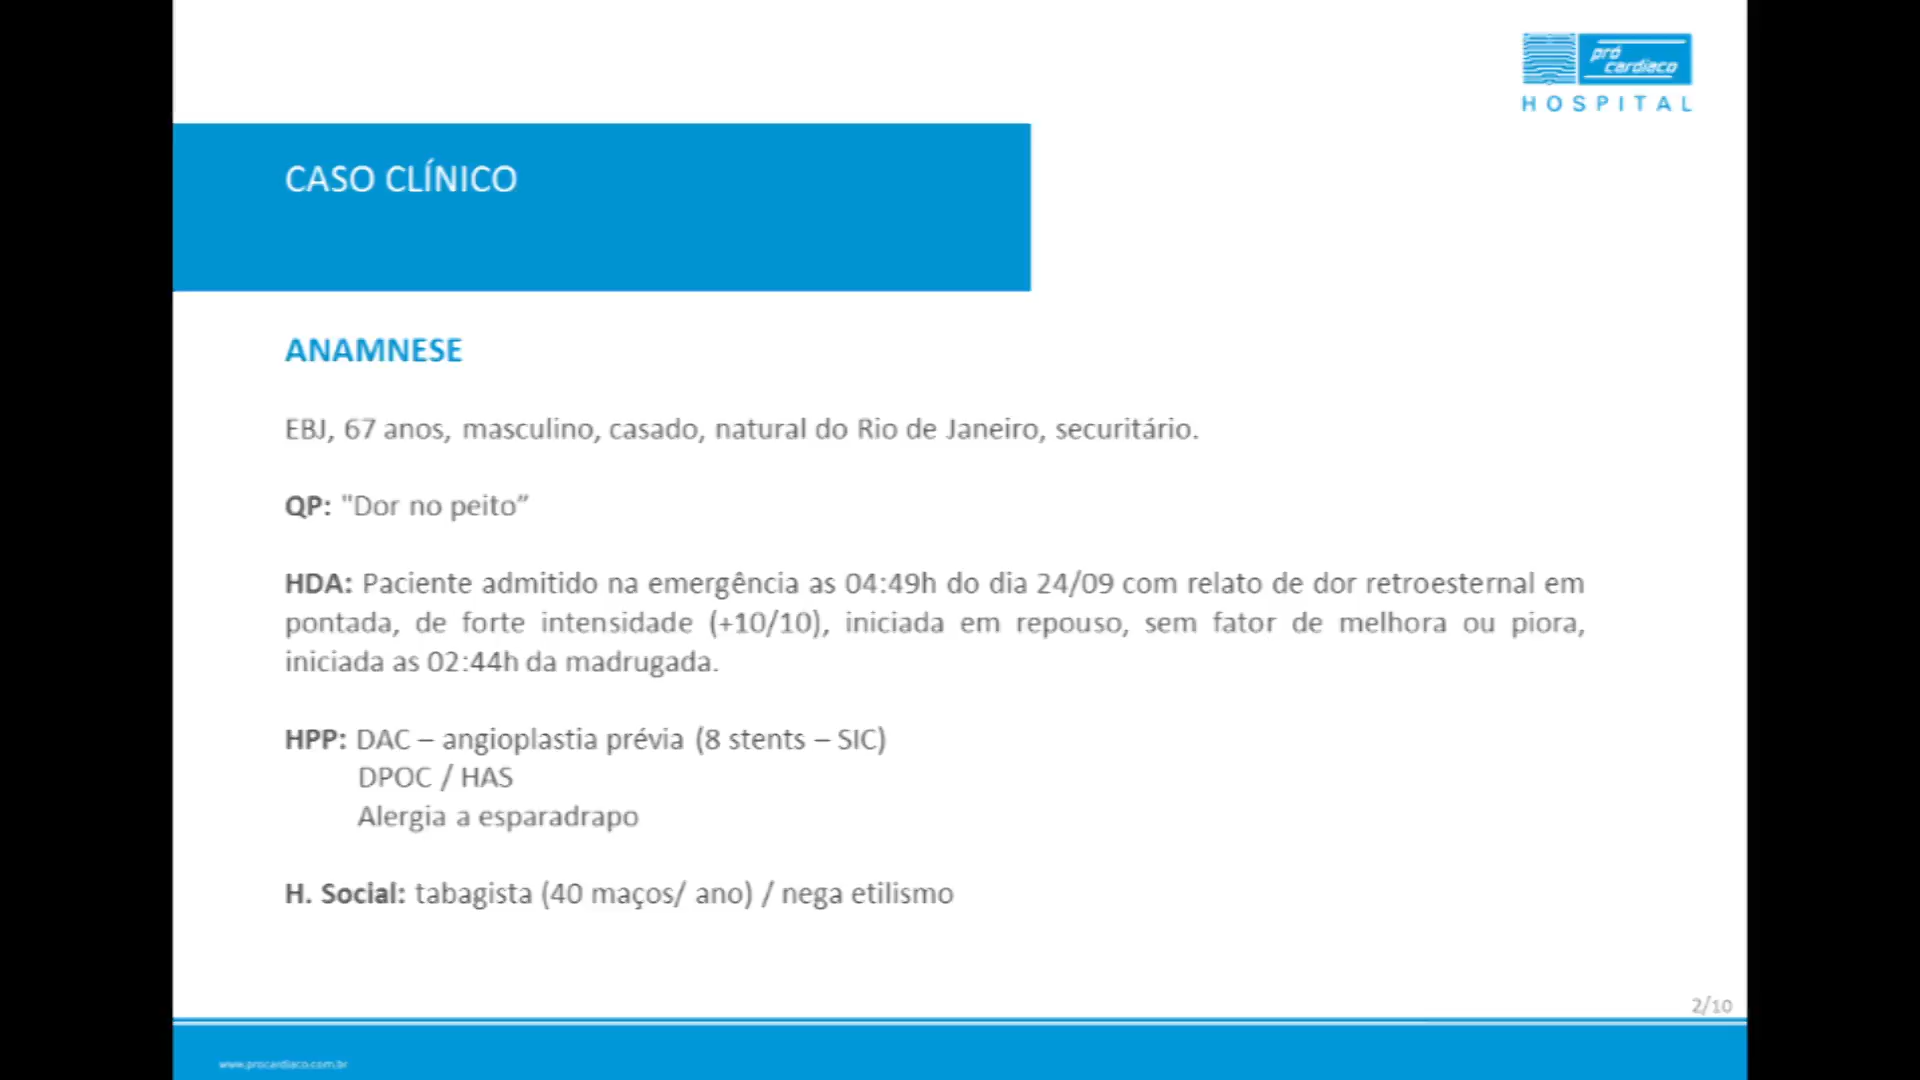 pró
cardíaco
HOSPITAL
CASO CLÍNICO
ANAMNESE
EBJ, 67 anos, masculino, casado, natural do Rio de Janeiro, securitário.
QP: "Dor no peito”
HDA: Paciente admitido na emergência as 04:49h do dia 24/09 com relato de dor retroesternal em
pontada, de forte intensidade (+10/10), iniciada em repouso, sem fator de melhora ou piora,
iniciada as 02:44h da madrugada.
HPP: DAC – angioplastia prévia (8 stents – SIC)
DPOC / HAS
Alergia a esparadrapo
H. Social: tabagista (40 maços/ ano) / nega etilismo
2/10
www.procardiaco.com.br